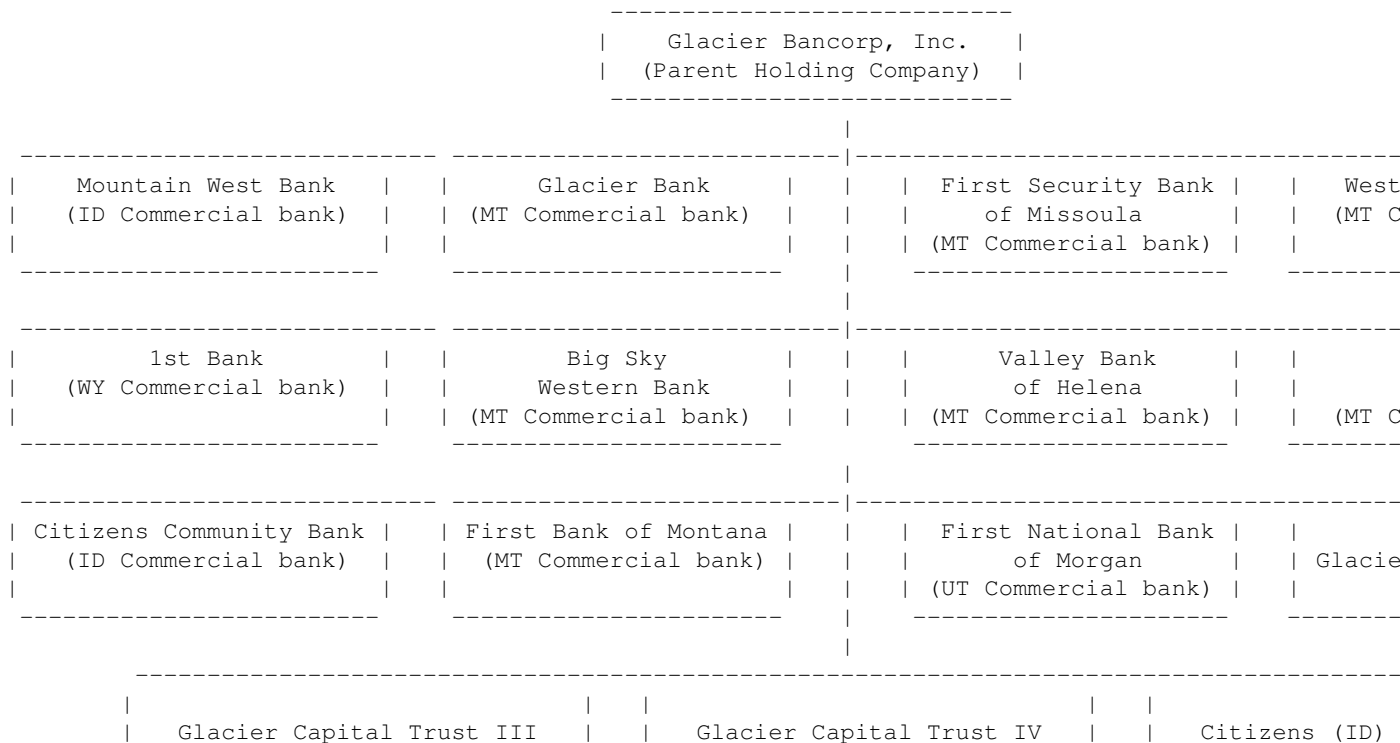 Glacier Bancorp, Inc.
(Parent Holding Company)
Mountain West Bank Glacier Bank First Security Bank West
(ID Commercial bank) (MT Commercial bank) of Missoula (MT C
(MT Commercial bank)
1st Bank Big Sky Valley Bank
(WY Commercial bank) Western Bank of Helena
(MT Commercial bank) (MT Commercial bank) (MT C
Citizens Community Bank First Bank of Montana First National Bank
(ID Commercial bank) (MT Commercial bank) of Morgan Glacie
(UT Commercial bank)
Glacier Capital Trust III Glacier Capital Trust IV Citizens (ID)